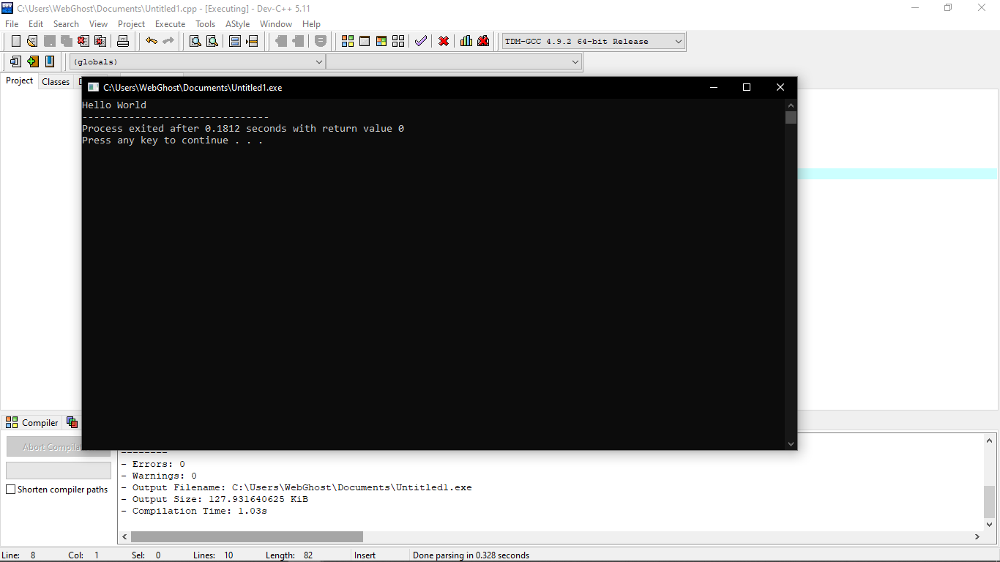 C:\Users\WebGhost\Documents\Untitled1.cpp - [Executing] - Dev-C++ 5.11
File Edit Search View Project Execute Tools AStyle Window Help
TDM-GCC 4.9.2 64-bit Release
(globals)
Project Classes D
C:\Users\WebGhost\Documents\Untitled1.exe
Hello World
--------------------------------
Process exited after 0.1812 seconds with return value 0
Press any key to continue . . .
Compiler
Abort Compilat
--------
- Errors: 0
- Warnings: 0
Shorten compiler paths
- Output Filename: C:\Users\WebGhost\Documents\Untitled1.exe
- Output Size: 127.931640625 KiB
- Compilation Time: 1.03s
Line: 8 Col: 1 Sel: 0 Lines: 10 Length: 82 Insert Done parsing in 0.328 seconds